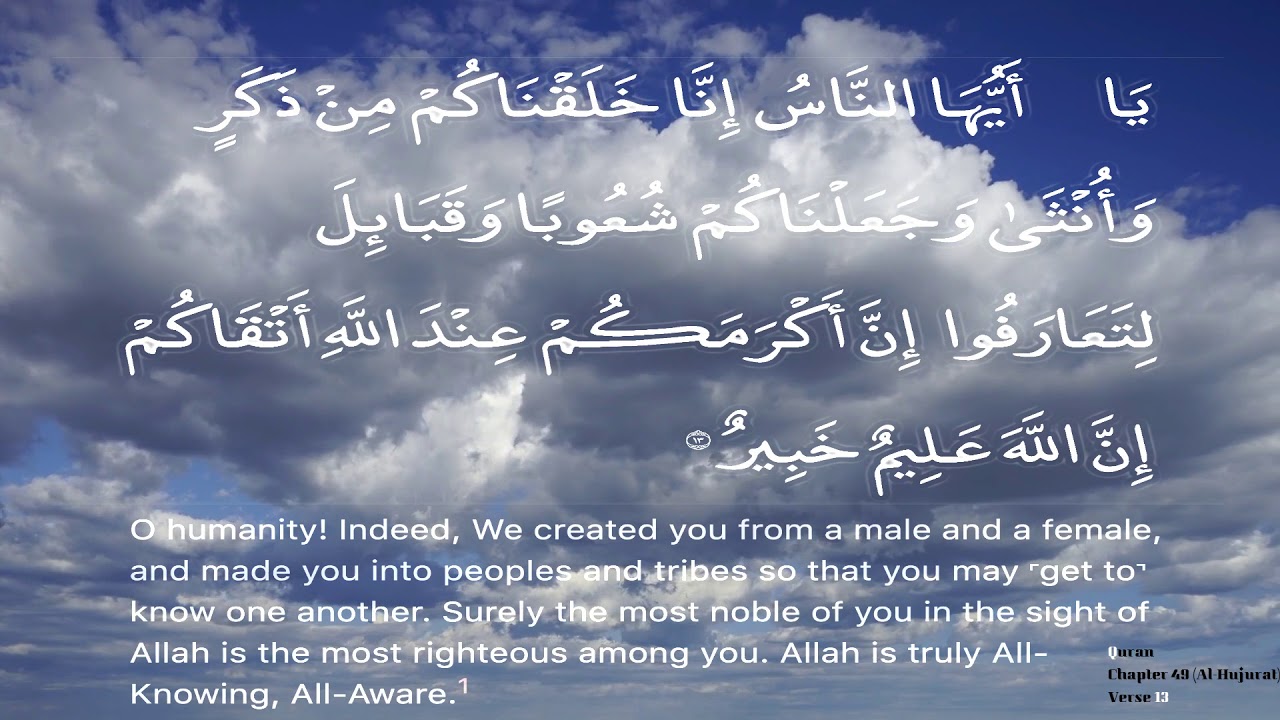 يَا أَيُّهَا النَّاسُ إِنَّا خَلَقْنَاكُمْ مِنْ ذَكَرٍ
وَأُنْثَىٰ وَجَعَلْنَاكُمْ شُعُوبًا وَقَبَائِلَ
لِتَعَارَفُوا إِنَّ أَكْرَمَكُمْ عِنْدَ اللَّهِ أَتْقَاكُمْ
إِنَّ اللَّهَ عَلِيمٌ خَبِيرٌ ١٣
O humanity! Indeed, We created you from a male and a female,
and made you into peoples and tribes so that you may ˹get to˺
know one another. Surely the most noble of you in the sight of
Allah is the most righteous among you. Allah is truly All-
Knowing, All-Aware.¹
Quran
Chapter 49 (Al-Hujurat)
Verse 13